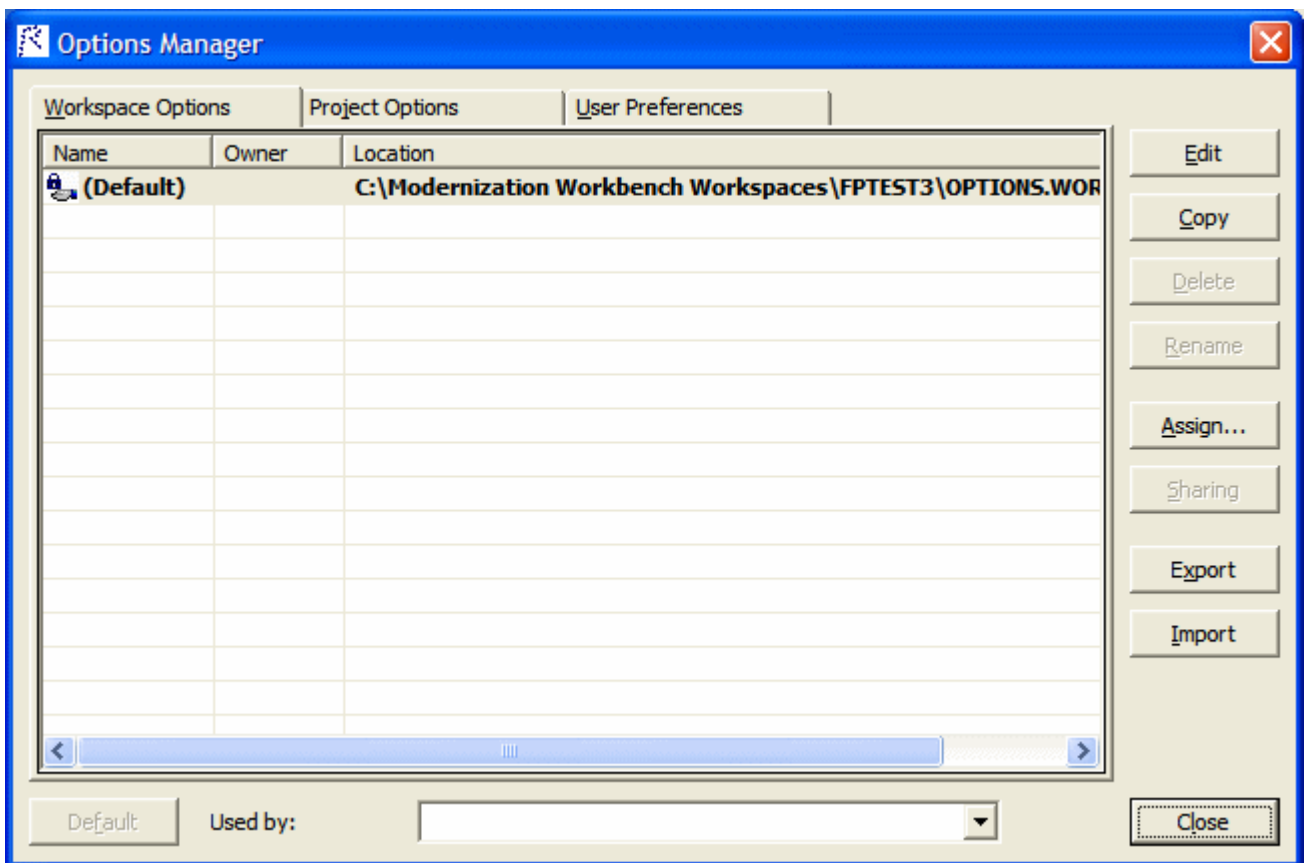 Options Manager
Workspace Options Project Options User Preferences
Name Owner Location
(Default) C:\Modernization Workbench Workspaces\FPTEST3\OPTIONS.WOR
Edit
Copy
Delete
Rename
Assign...
Sharing
Export
Import
Default Used by: Close